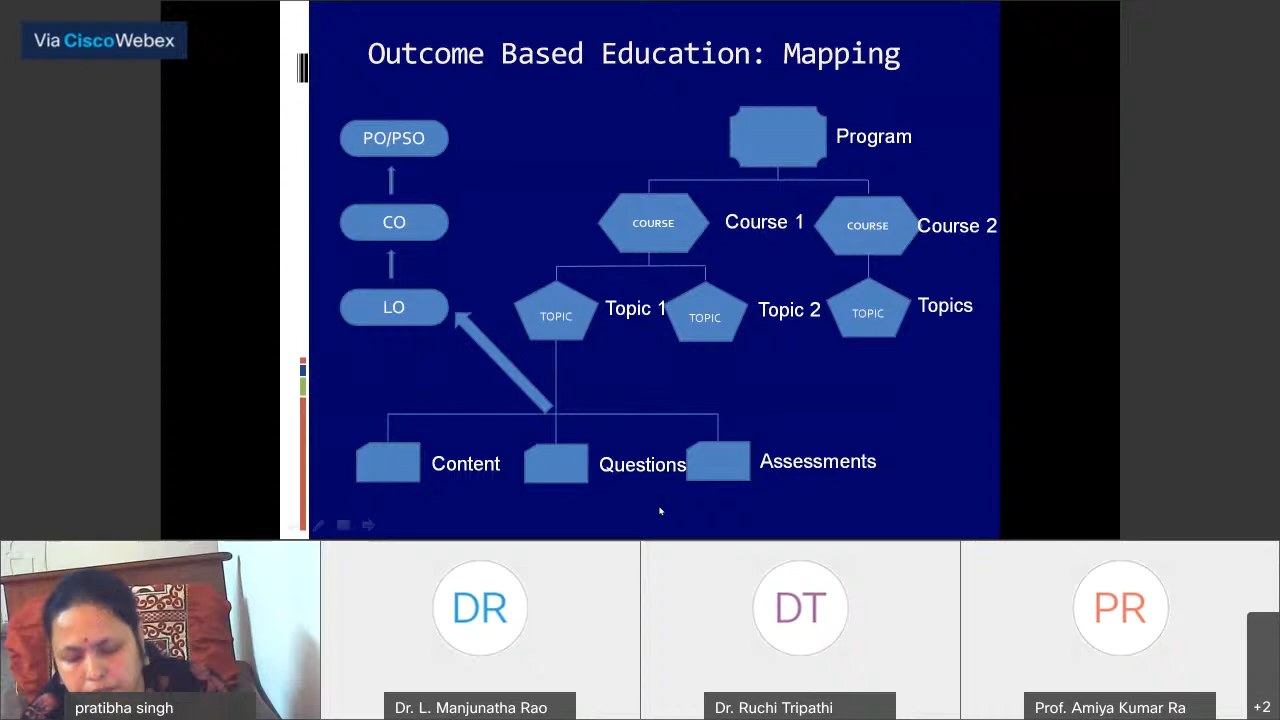 Via Cisco Webex
Outcome Based Education: Mapping
PO/PSO
Program
CO
COURSE
Course 1
COURSE
Course 2
LO
TOPIC
Topic 1
TOPIC
Topic 2
TOPIC
Topics
Content
Questions
Assessments
DR
DT
PR
pratibha singh
Dr. L. Manjunatha Rao
Dr. Ruchi Tripathi
Prof. Amiya Kumar Ra
+2